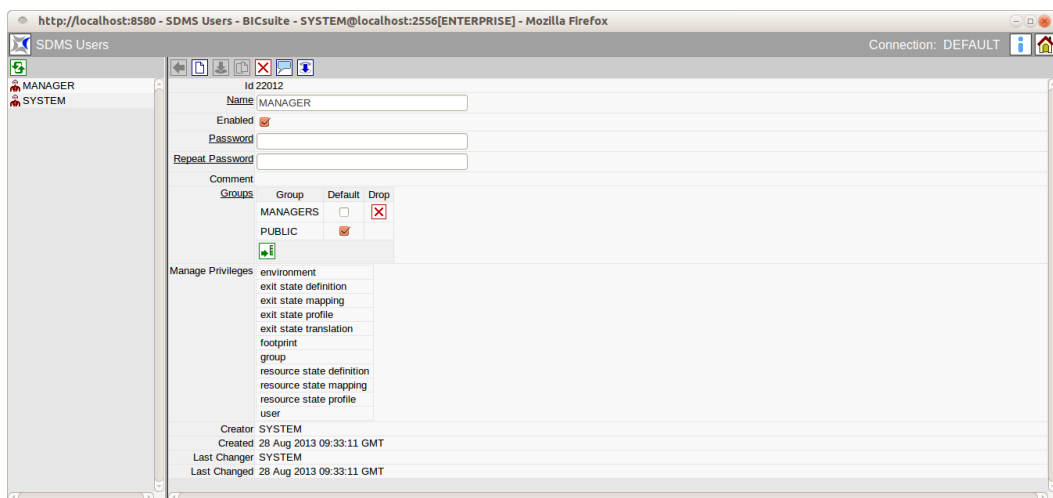 http://localhost:8580 - SDMS Users - BICsuite - SYSTEM@localhost:2556[ENTERPRISE] - Mozilla Firefox
SDMS Users Connection: DEFAULT
MANAGER
SYSTEM
Id 22012
Name MANAGER
Enabled
Password
Repeat Password
Comment
Groups Group Default Drop
MANAGERS
PUBLIC
Manage Privileges environment
exit state definition
exit state mapping
exit state profile
exit state translation
footprint
group
resource state definition
resource state mapping
resource state profile
user
Creator SYSTEM
Created 28 Aug 2013 09:33:11 GMT
Last Changer SYSTEM
Last Changed 28 Aug 2013 09:33:11 GMT